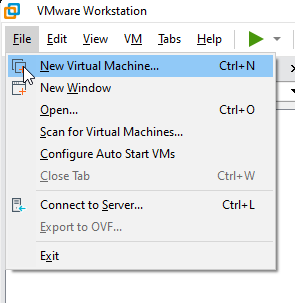 VMware Workstation
File Edit View VM Tabs Help
New Virtual Machine... Ctrl+N
New Window
Open... Ctrl+O
Scan for Virtual Machines...
Configure Auto Start VMs
Close Tab Ctrl+W
Connect to Server... Ctrl+L
Export to OVF...
Exit